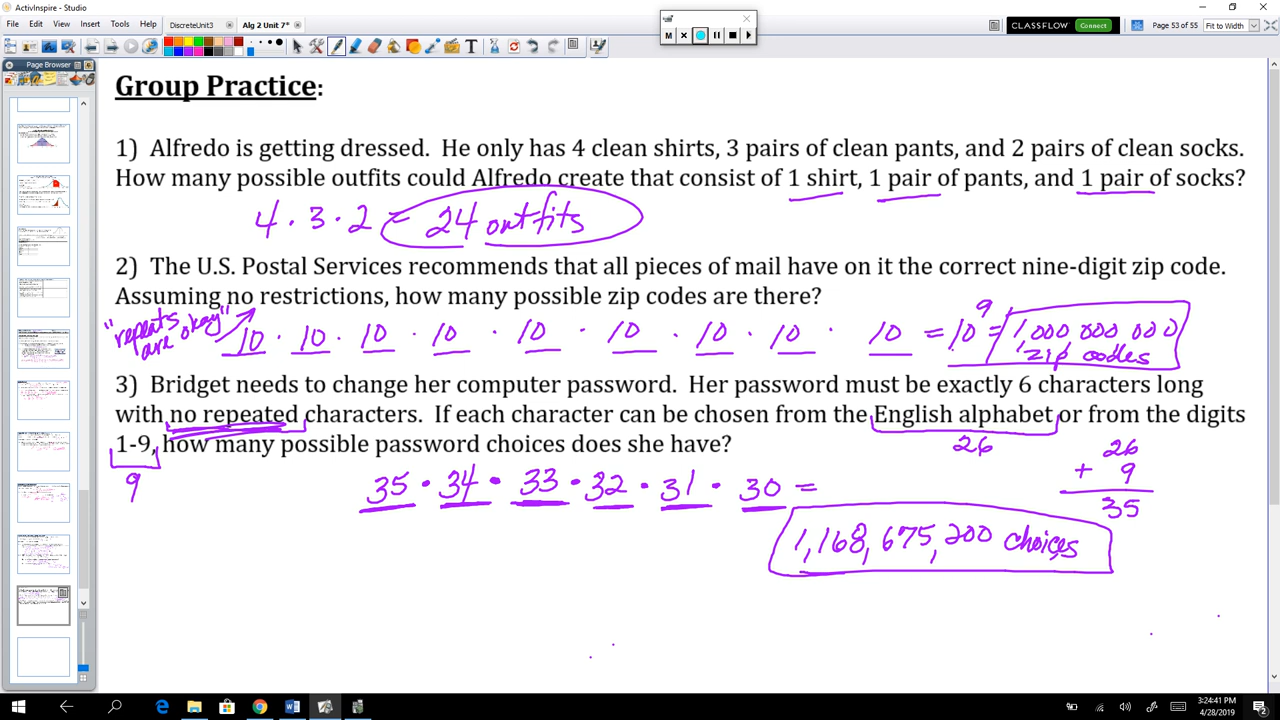 ActivInspire - Studio
File Edit View Insert Tools Help
DiscreteUnit3 Alg 2 Unit 7*
M
CLASSFLOW Connect
Page 53 of 55 Fit to Width
Page Browser
Group Practice:
1) Alfredo is getting dressed. He only has 4 clean shirts, 3 pairs of clean pants, and 2 pairs of clean socks.
How many possible outfits could Alfredo create that consist of 1 shirt, 1 pair of pants, and 1 pair of socks?
4 · 3 · 2 = 24 outfits
2) The U.S. Postal Services recommends that all pieces of mail have on it the correct nine-digit zip code.
Assuming no restrictions, how many possible zip codes are there?
"repeats are okay"
10 · 10 · 10 · 10 · 10 · 10 · 10 · 10 · 10 = 10⁹ = 1,000 000 000
zip codes
3) Bridget needs to change her computer password. Her password must be exactly 6 characters long
with no repeated characters. If each character can be chosen from the English alphabet or from the digits
1-9, how many possible password choices does she have?
9
26
26
+ 9
35
35 · 34 · 33 · 32 · 31 · 30 =
1,168,675,200 choices
3:24:41 PM
4/28/2019
2